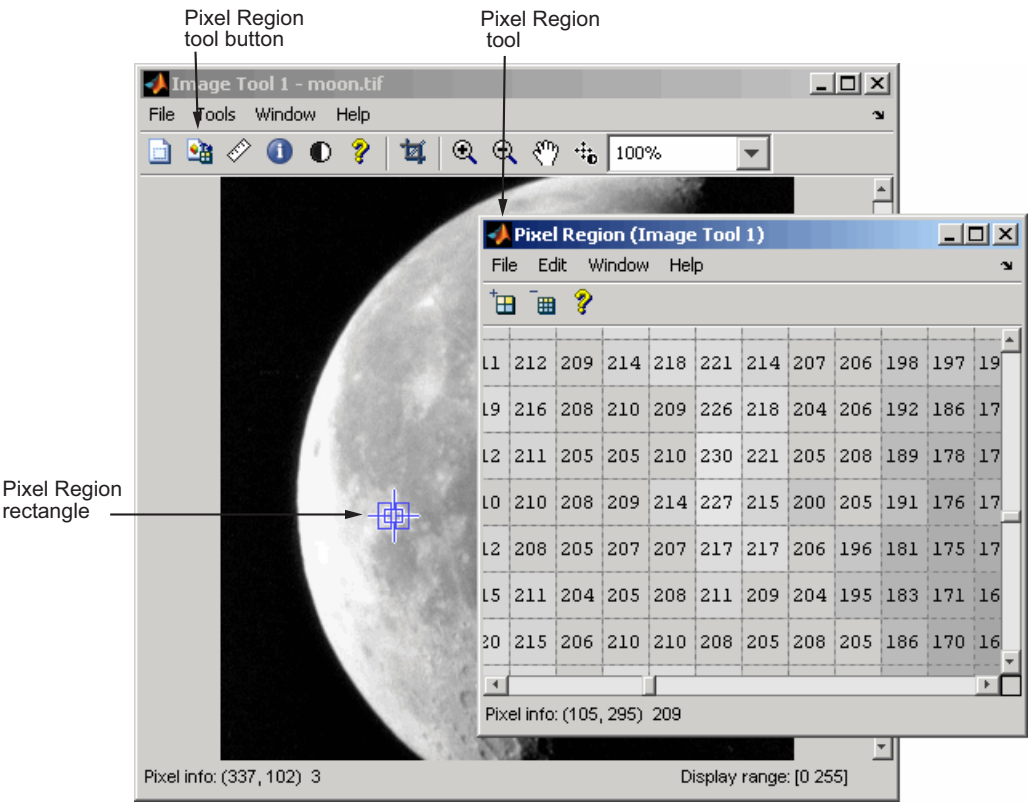 Pixel Region
tool button
Pixel Region
tool
Image Tool 1 - moon.tif
File Tools Window Help
100%
Pixel Region (Image Tool 1)
File Edit Window Help
11 212 209 214 218 221 214 207 206 198 197 19
19 216 208 210 209 226 218 204 206 192 186 17
12 211 205 205 210 230 221 205 208 189 178 17
10 210 208 209 214 227 215 200 205 191 176 17
12 208 205 207 207 217 217 206 196 181 175 17
15 211 204 205 208 211 209 204 195 183 171 16
20 215 206 210 210 208 205 208 205 186 170 16
Pixel info: (105, 295) 209
Pixel Region
rectangle
Pixel info: (337, 102) 3
Display range: [0 255]